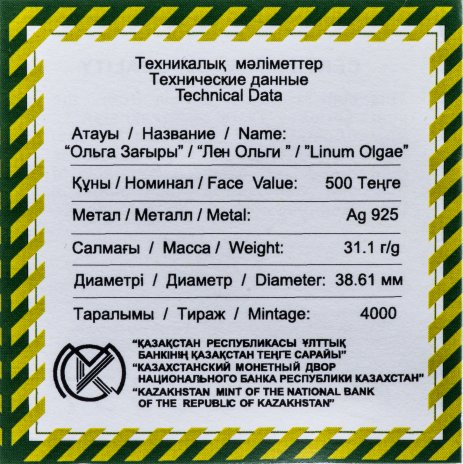 Техникалық мәліметтер
Технические данные
Technical Data
Атауы / Название / Name:
“Ольга Зағыры” / “Лен Ольги ” / ”Linum Olgae”
Құны / Номинал / Face Value: 500 Теңге
Метал / Металл / Metal: Ag 925
Салмағы / Масса / Weight: 31.1 г/g
Диаметрі / Диаметр / Diameter: 38.61 мм
Таралымы / Тираж / Mintage: 4000
“ҚАЗАҚСТАН РЕСПУБЛИКАСЫ ҰЛТТЫҚ
БАНКІНІҢ ҚАЗАҚСТАН ТЕҢГЕ САРАЙЫ”
“КАЗАХСТАНСКИЙ МОНЕТНЫЙ ДВОР
НАЦИОНАЛЬНОГО БАНКА РЕСПУБЛИКИ КАЗАХСТАН”
“KAZAKHSTAN MINT OF THE NATIONAL BANK
OF THE REPUBLIC OF KAZAKHSTAN”